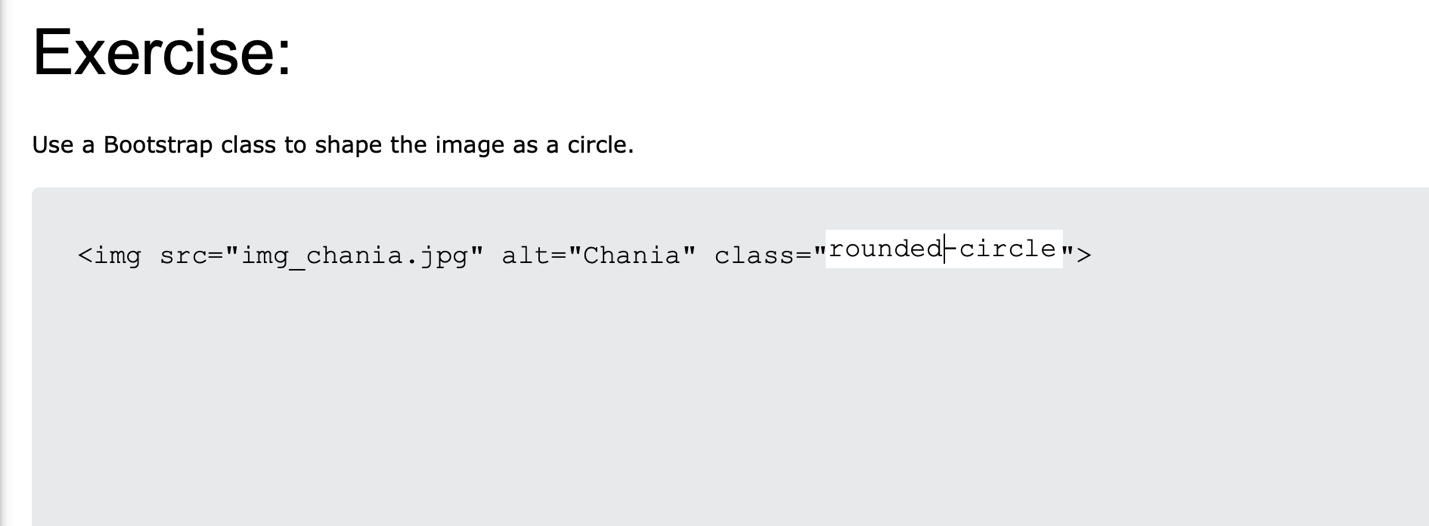 Exercise:
Use a Bootstrap class to shape the image as a circle.
<img src="img_chania.jpg" alt="Chania" class="rounded-circle">